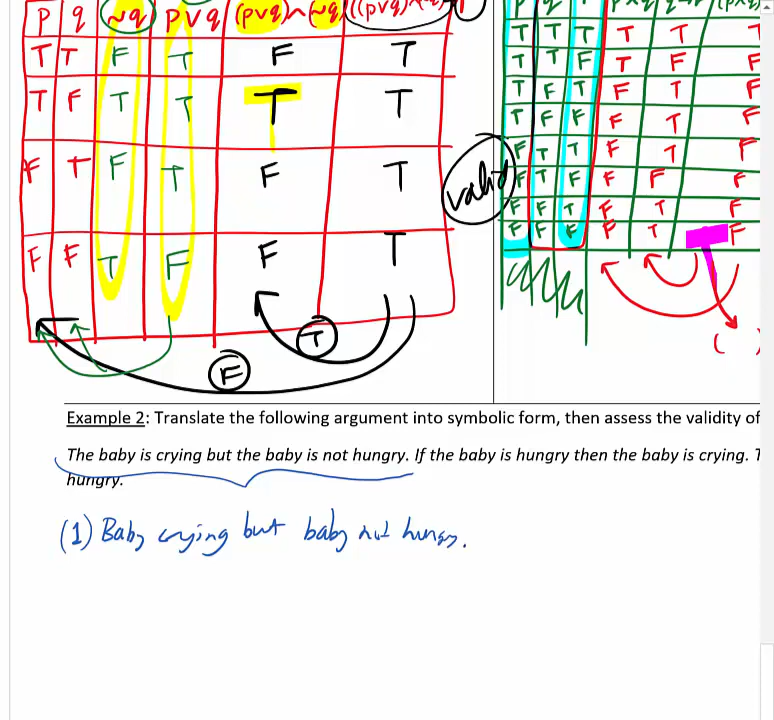 p q ~q p∨q (p∨q)∧(~q) ((p∨q)∧(~q))
T T F T F T
T F T T T T
F T F T F T
F F T F F T
T
F
valid
T T T T T
T T F T F F
T F T F T F
T F F F T F
F T T F T F
F T F F F F
F F T F T F
F F F F T F
( )
Example 2: Translate the following argument into symbolic form, then assess the validity of
The baby is crying but the baby is not hungry. If the baby is hungry then the baby is crying.
hungry.
(1) Baby crying but baby not hungry.